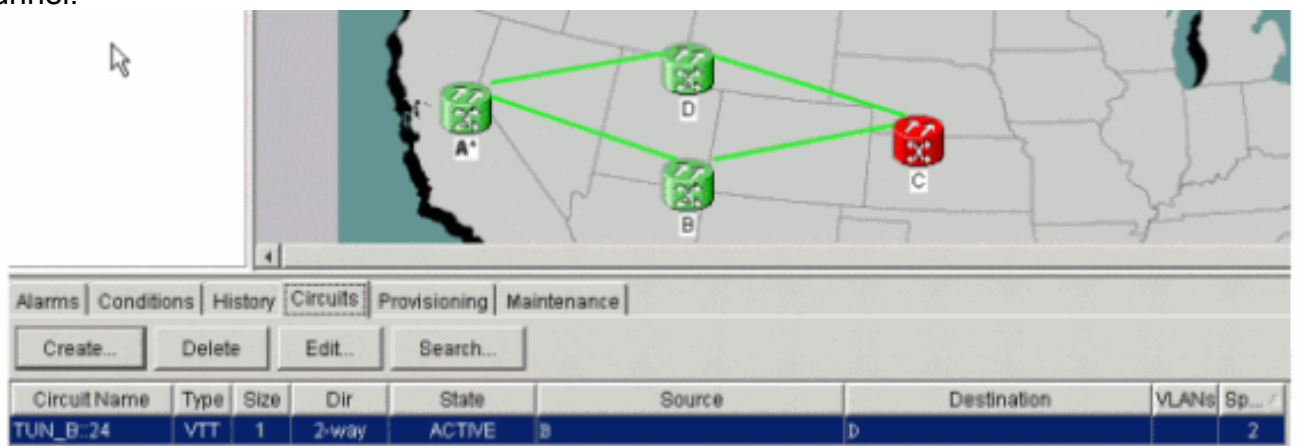 annel.
D
A*
C
B
Alarms Conditions History Circuits Provisioning Maintenance
Create... Delete Edit... Search...
Circuit Name Type Size Dir State Source Destination VLANs Sp...
TUN_B::24 VTT 1 2-way ACTIVE B D 2